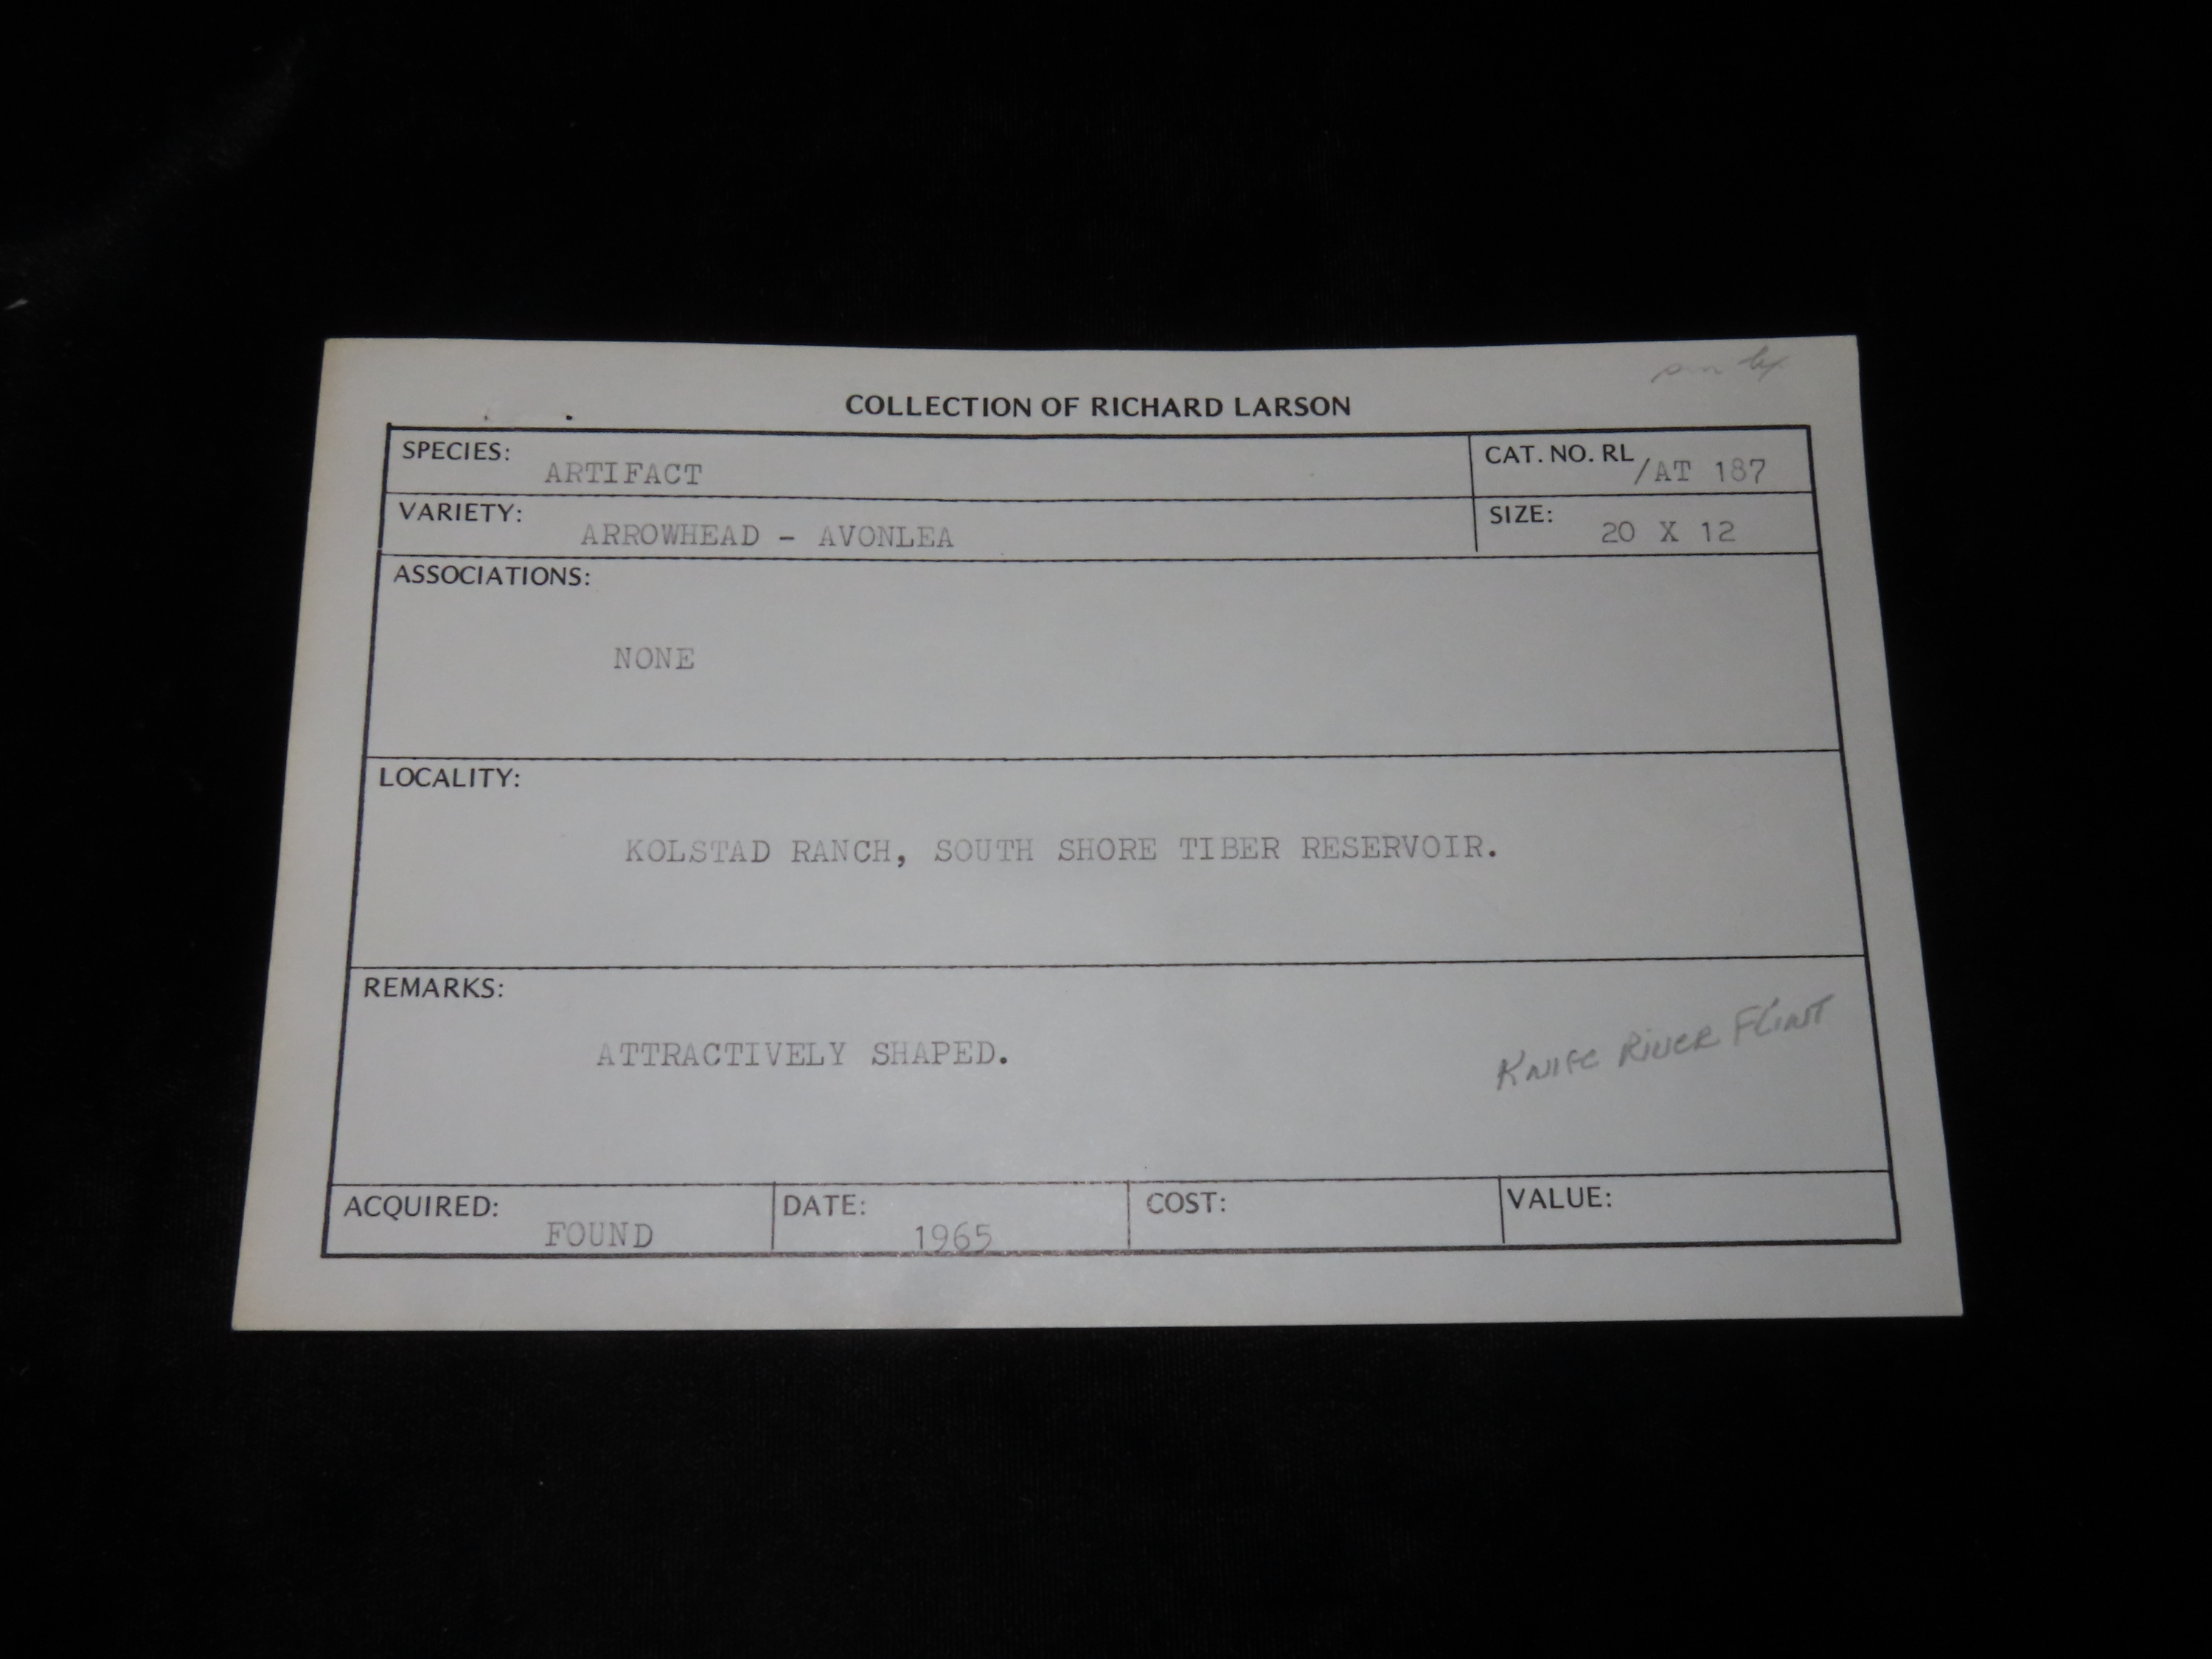 COLLECTION OF RICHARD LARSON
SPECIES: ARTIFACT
CAT. NO. RL /AT 187
VARIETY: ARROWHEAD - AVONLEA
SIZE: 20 X 12
ASSOCIATIONS:
NONE
LOCALITY:
KOLSTAD RANCH, SOUTH SHORE TIBER RESERVOIR.
REMARKS:
ATTRACTIVELY SHAPED.
KNIFE RIVER FLINT
ACQUIRED: FOUND
DATE: 1965
COST:
VALUE: